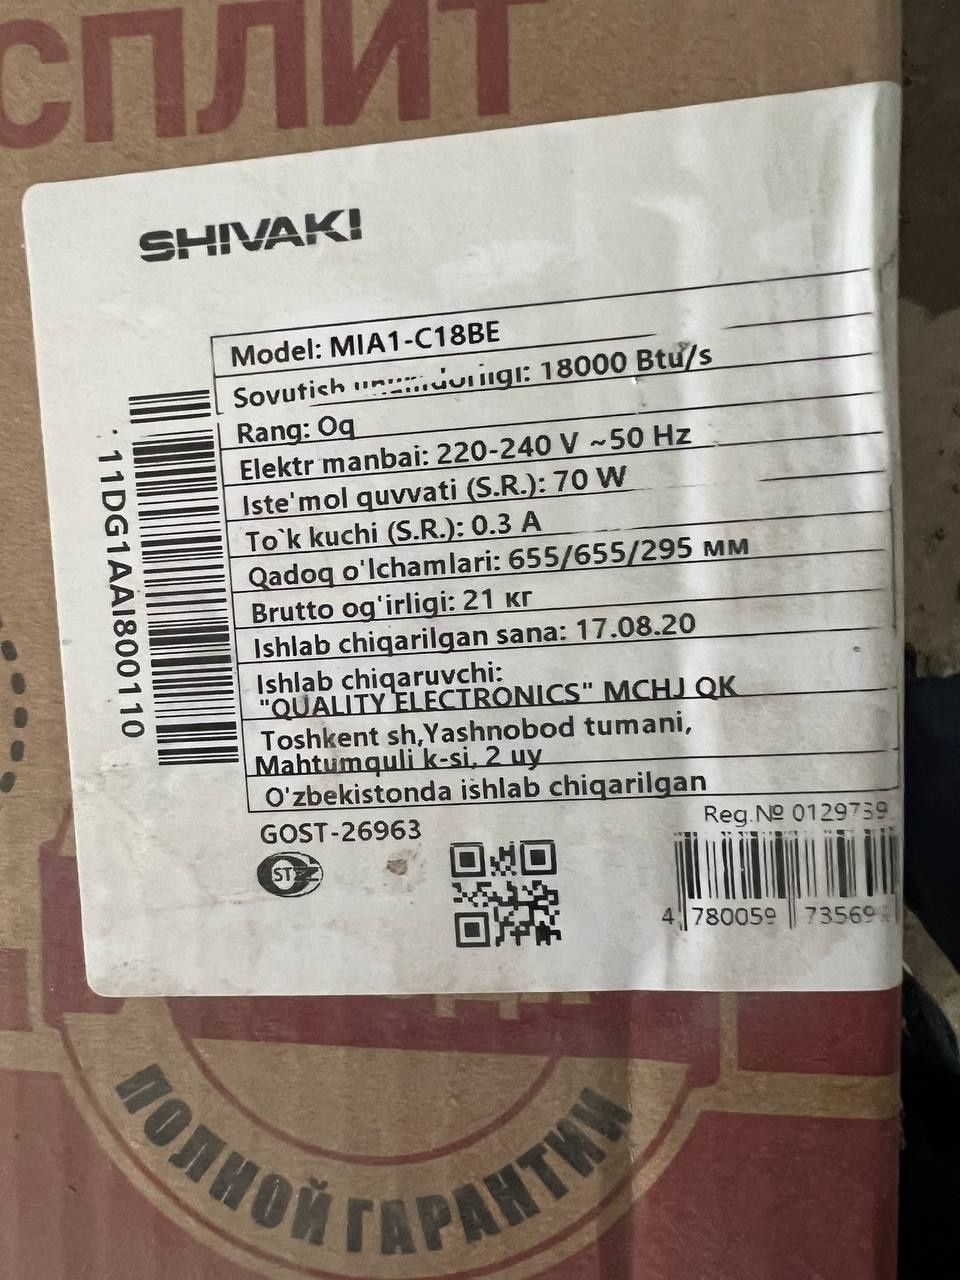 СПЛИТ
SHIVAKI
Model: MIA1-C18BE
Sovutish unumdorligi: 18000 Btu/s
Rang: Oq
Elektr manbai: 220-240 V ~50 Hz
Iste'mol quvvati (S.R.): 70 W
To`k kuchi (S.R.): 0.3 A
Qadoq o'lchamlari: 655/655/295 мм
Brutto og'irligi: 21 кг
Ishlab chiqarilgan sana: 17.08.20
Ishlab chiqaruvchi:
"QUALITY ELECTRONICS" MCHJ QK
Toshkent sh,Yashnobod tumani,
Mahtumquli k-si, 2 uy
O'zbekistonda ishlab chiqarilgan
11DG1AAI800110
GOST-26963
Reg.№ 0129739
4 780059 73569
ПОЛНОЙ ГАРАНТИИ